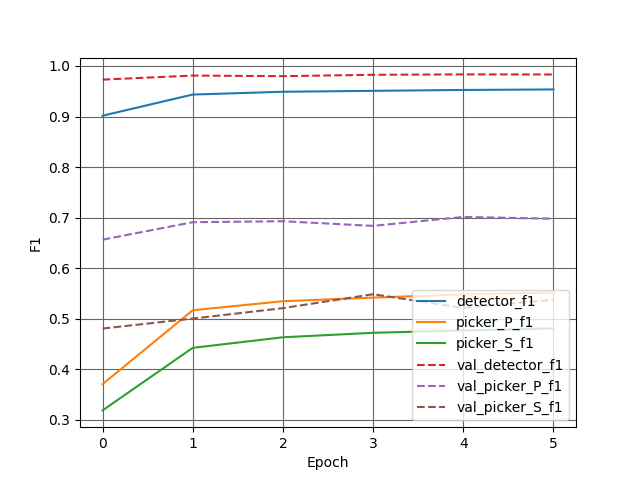 1.0
0.9
0.8
0.7
0.6
0.5
0.4
0.3
F1
0
1
2
3
4
5
Epoch
detector_f1
picker_P_f1
picker_S_f1
val_detector_f1
val_picker_P_f1
val_picker_S_f1